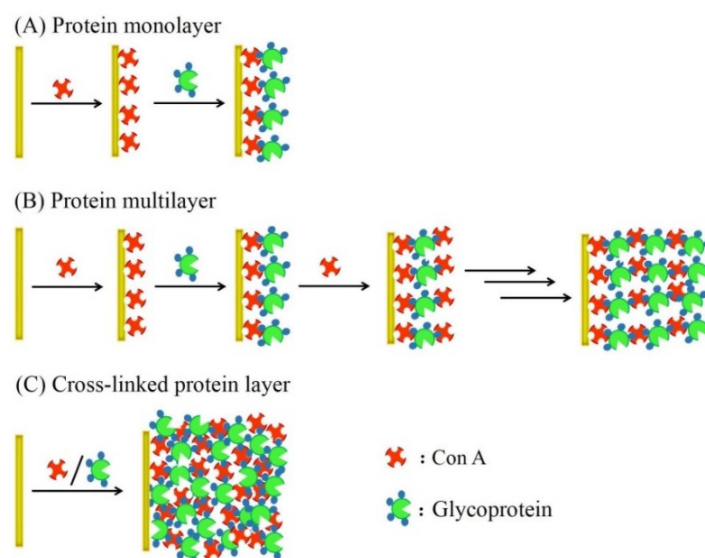 (A) Protein monolayer
(B) Protein multilayer
(C) Cross-linked protein layer
: Con A
: Glycoprotein